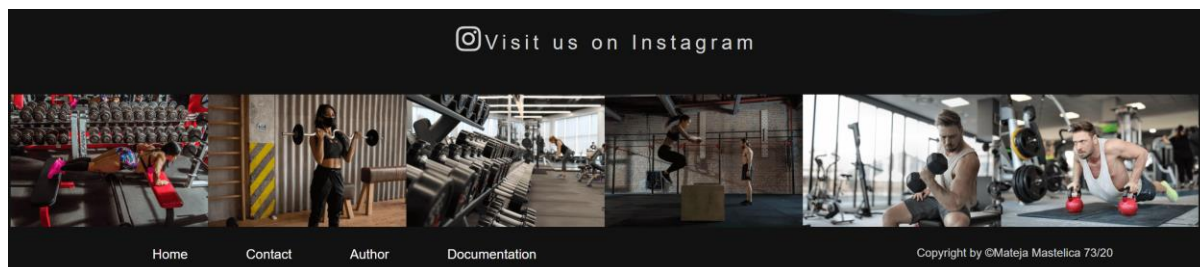 Visit us on Instagram
Home Contact Author Documentation
Copyright by ©Mateja Mastelica 73/20